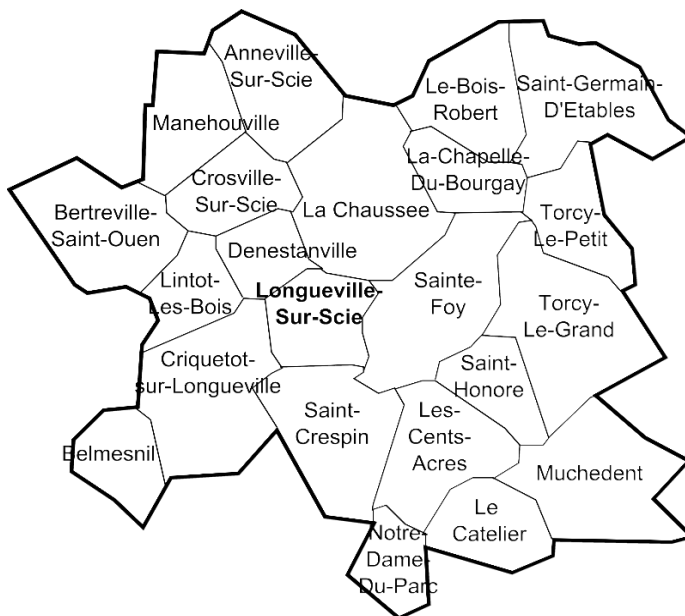 Anneville-
Sur-Scie
Le-Bois-
Robert
Saint-Germain-
D'Etables
Manehouville
La-Chapelle-
Du-Bourgay
Crosville-
Sur-Scie
La Chaussee
Bertreville-
Saint-Ouen
Torcy-
Le-Petit
Denestanville
Lintot-
Les-Bois
Longueville-
Sur-Scie
Sainte-
Foy
Torcy-
Le-Grand
Criquetot-
sur-Longueville
Saint-
Honore
Saint-
Crespin
Les-
Cents-
Acres
Belmesnil
Muchedent
Le
Catelier
Notre-
Dame-
Du-Parc